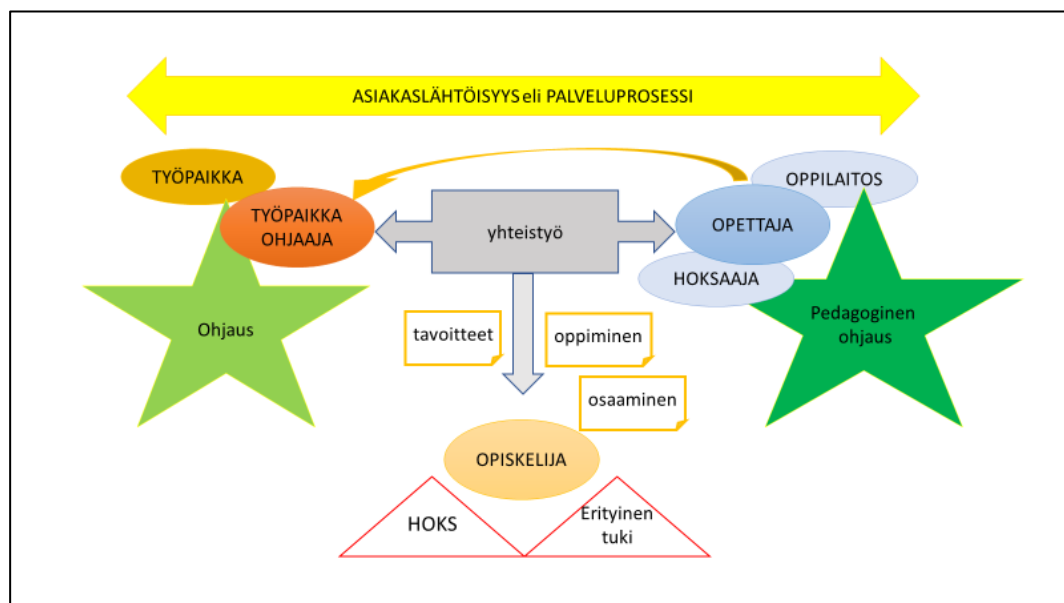 ASIAKASLÄHTÖISYYS eli PALVELUPROSESSI
TYÖPAIKKA
TYÖPAIKKA
OHJAAJA
yhteistyö
OPPILAITOS
OPETTAJA
HOKSAAJA
Ohjaus
Pedagoginen
ohjaus
tavoitteet
oppiminen
osaaminen
OPISKELIJA
HOKS
Erityinen
tuki